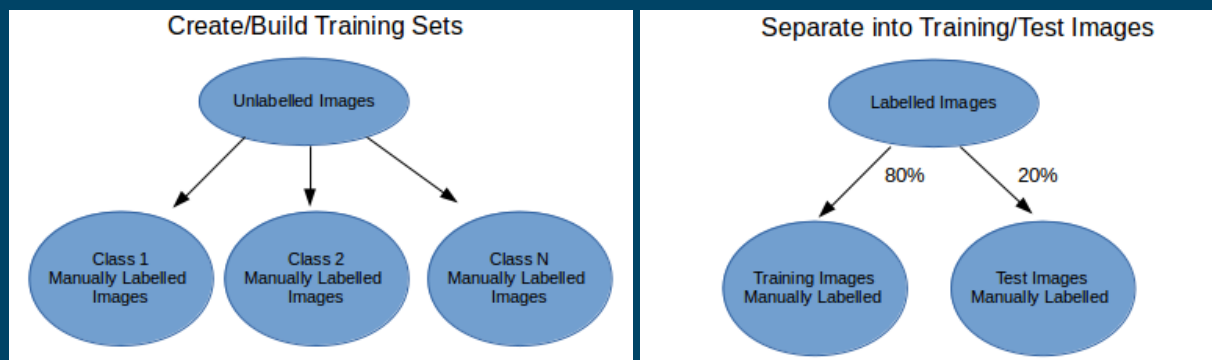 Create/Build Training Sets
Unlabelled Images
Class 1
Manually Labelled
Images
Class 2
Manually Labelled
Images
Class N
Manually Labelled
Images
Separate into Training/Test Images
Labelled Images
80%
20%
Training Images
Manually Labelled
Test Images
Manually Labelled